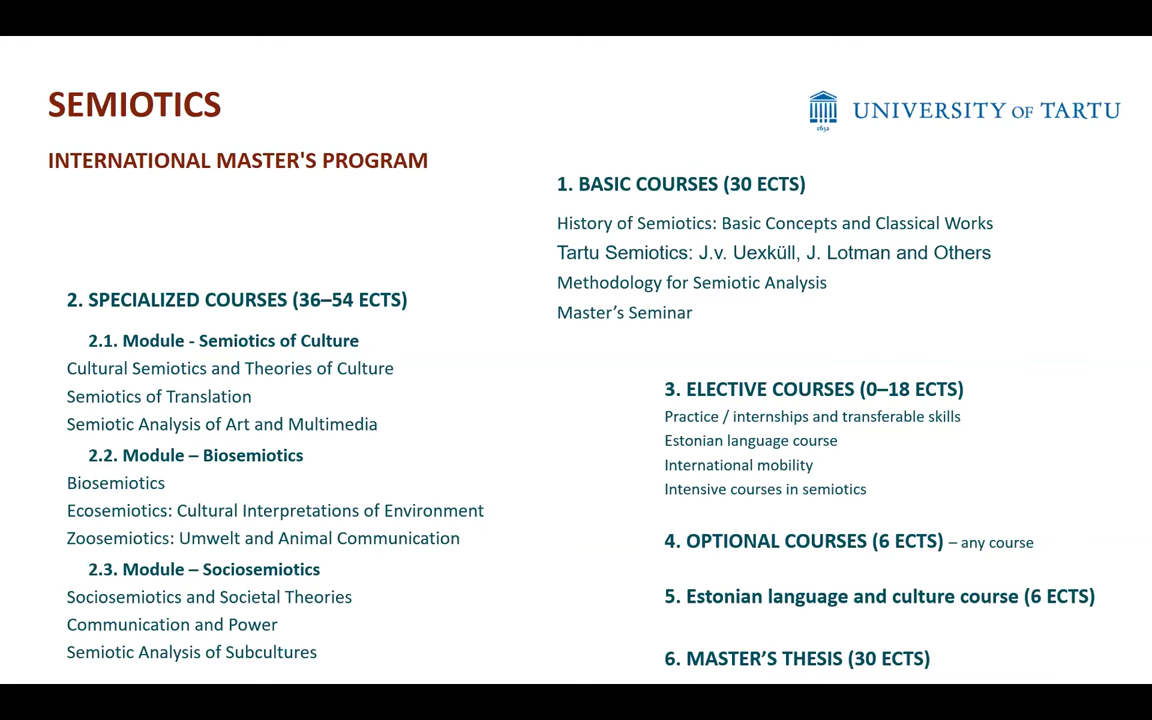 SEMIOTICS
INTERNATIONAL MASTER'S PROGRAM
1632
UNIVERSITY OF TARTU
1. BASIC COURSES (30 ECTS)
History of Semiotics: Basic Concepts and Classical Works
Tartu Semiotics: J.v. Uexküll, J. Lotman and Others
Methodology for Semiotic Analysis
Master’s Seminar
2. SPECIALIZED COURSES (36–54 ECTS)
2.1. Module - Semiotics of Culture
Cultural Semiotics and Theories of Culture
Semiotics of Translation
Semiotic Analysis of Art and Multimedia
2.2. Module – Biosemiotics
Biosemiotics
Ecosemiotics: Cultural Interpretations of Environment
Zoosemiotics: Umwelt and Animal Communication
2.3. Module – Sociosemiotics
Sociosemiotics and Societal Theories
Communication and Power
Semiotic Analysis of Subcultures
3. ELECTIVE COURSES (0–18 ECTS)
Practice / internships and transferable skills
Estonian language course
International mobility
Intensive courses in semiotics
4. OPTIONAL COURSES (6 ECTS) – any course
5. Estonian language and culture course (6 ECTS)
6. MASTER’S THESIS (30 ECTS)